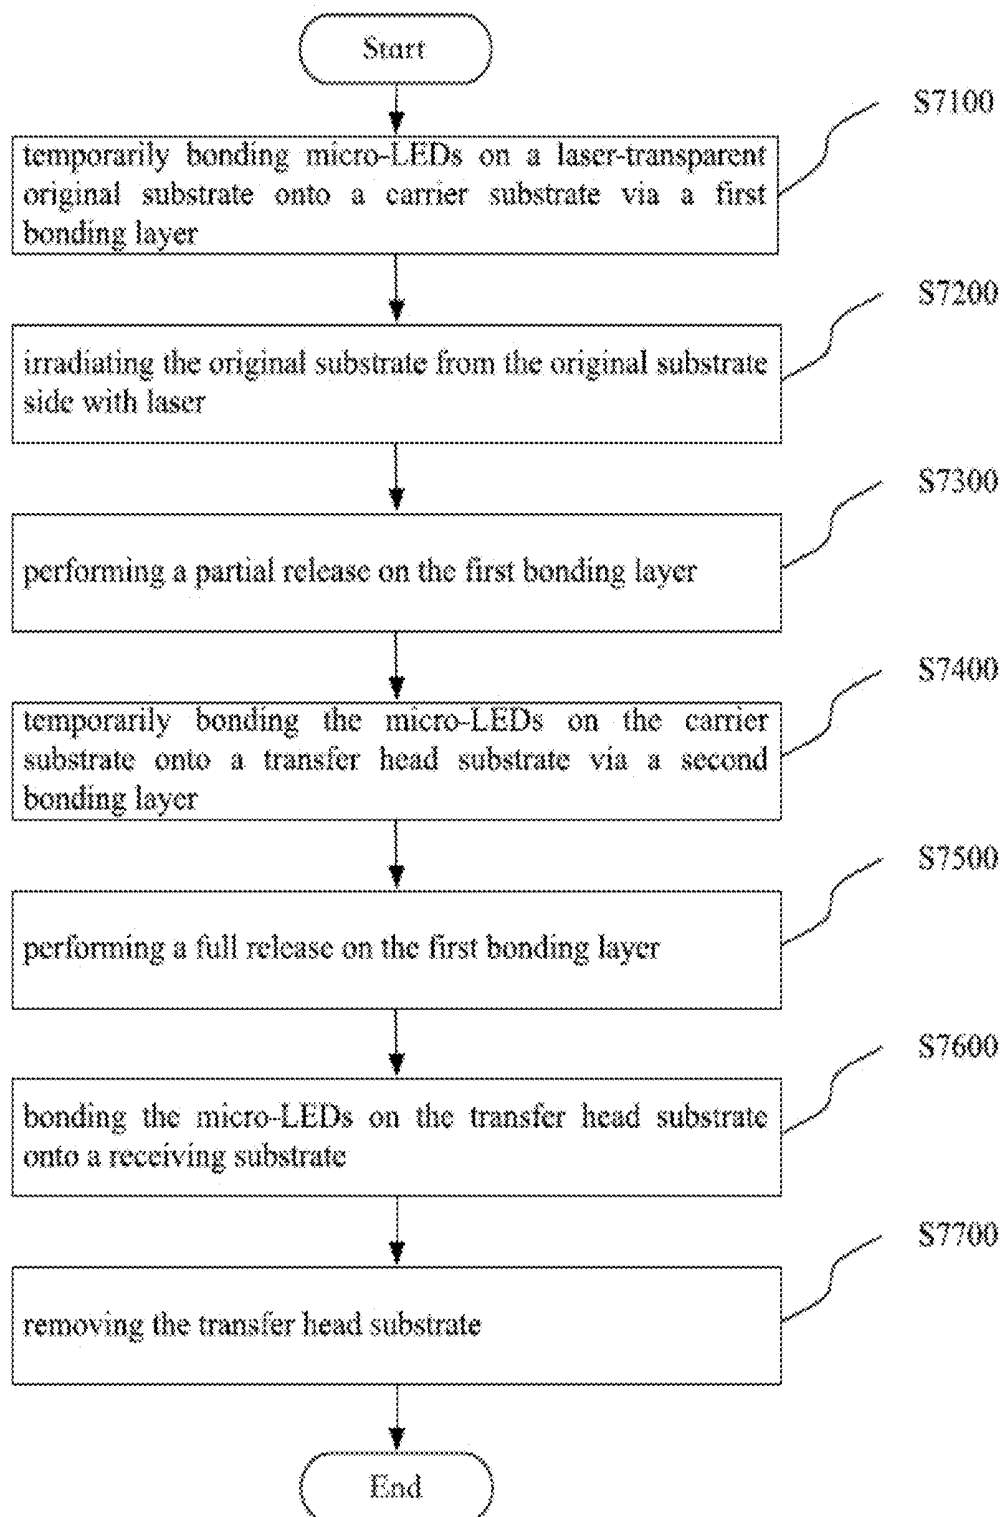 Start
S7100
temporarily bonding micro-LEDs on a laser-transparent
original substrate onto a carrier substrate via a first
bonding layer
S7200
irradiating the original substrate from the original substrate
side with laser
S7300
performing a partial release on the first bonding layer
S7400
temporarily bonding the micro-LEDs on the carrier
substrate onto a transfer head substrate via a second
bonding layer
S7500
performing a full release on the first bonding layer
S7600
bonding the micro-LEDs on the transfer head substrate
onto a receiving substrate
S7700
removing the transfer head substrate
End